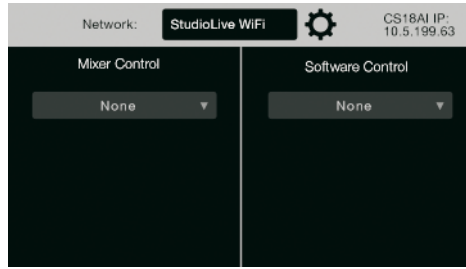 Network: StudioLive WiFi CS18AI IP:
10.5.199.63
Mixer Control Software Control
None None